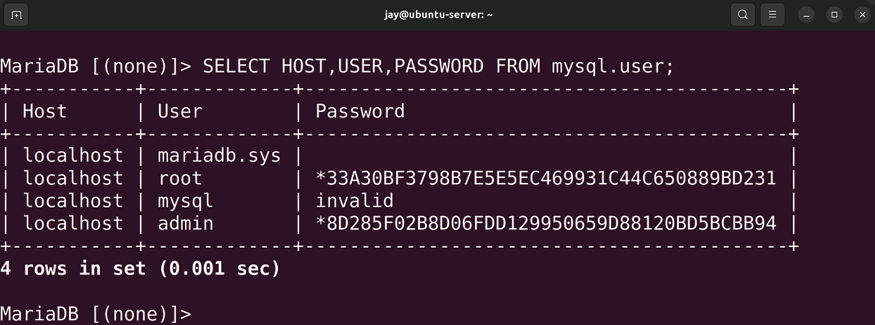 jay@ubuntu-server: ~
MariaDB [(none)]> SELECT HOST,USER,PASSWORD FROM mysql.user;
+-----------+-------------+-------------------------------------------+
| Host      | User        | Password                                  |
+-----------+-------------+-------------------------------------------+
| localhost | mariadb.sys |                                           |
| localhost | root        | *33A30BF3798B7E5E5EC469931C44C650889BD231 |
| localhost | mysql       | invalid                                   |
| localhost | admin       | *8D285F02B8D06FDD129950659D88120BD5BCBB94 |
+-----------+-------------+-------------------------------------------+
4 rows in set (0.001 sec)
MariaDB [(none)]>